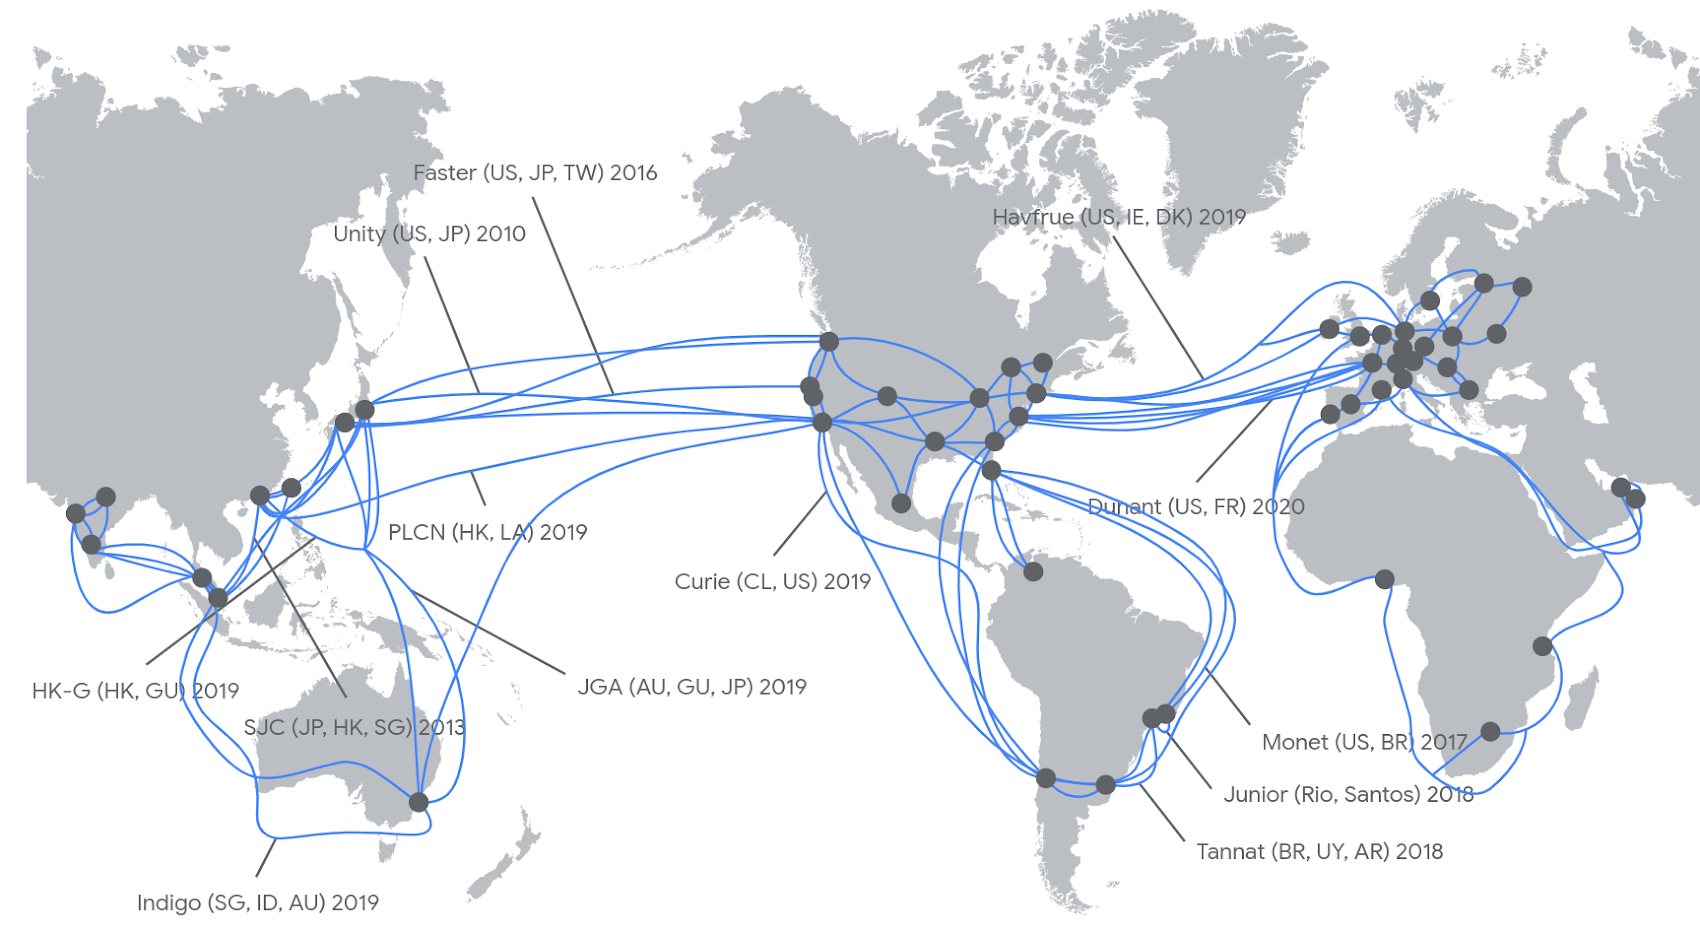 Faster (US, JP, TW) 2016
Unity (US, JP) 2010
Havfrue (US, IE, DK) 2019
PLCN (HK, LA) 2019
Dunant (US, FR) 2020
Curie (CL, US) 2019
HK-G (HK, GU) 2019
JGA (AU, GU, JP) 2019
SJC (JP, HK, SG) 2013
Monet (US, BR) 2017
Junior (Rio, Santos) 2018
Tannat (BR, UY, AR) 2018
Indigo (SG, ID, AU) 2019